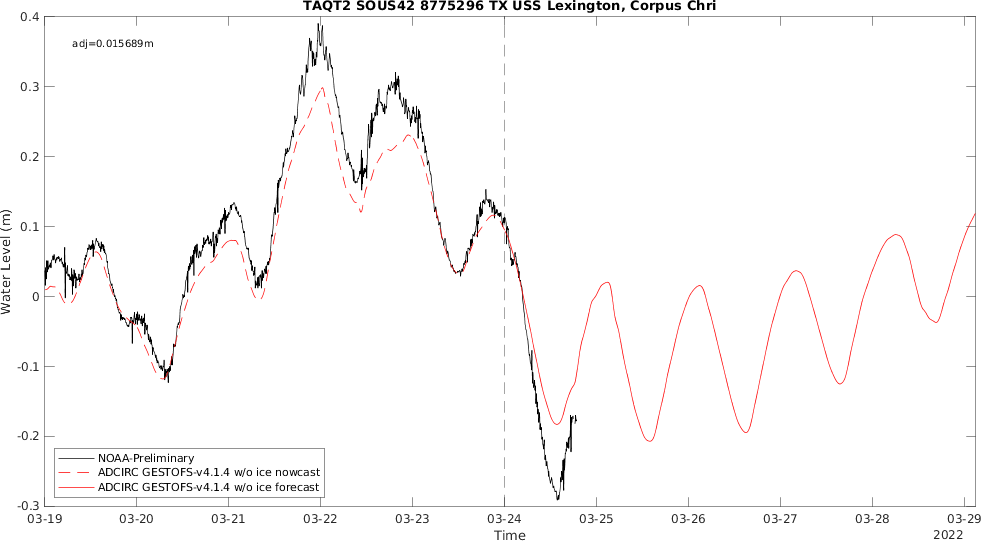 TAQT2 SOUS42 8775296 TX USS Lexington, Corpus Chri
adj=0.015689m
0.4
0.3
0.2
0.1
0
-0.1
-0.2
-0.3
Water Level (m)
NOAA-Preliminary
ADCIRC GESTOFS-v4.1.4 w/o ice nowcast
ADCIRC GESTOFS-v4.1.4 w/o ice forecast
03-19 03-20 03-21 03-22 03-23 03-24 03-25 03-26 03-27 03-28 03-29
Time
2022